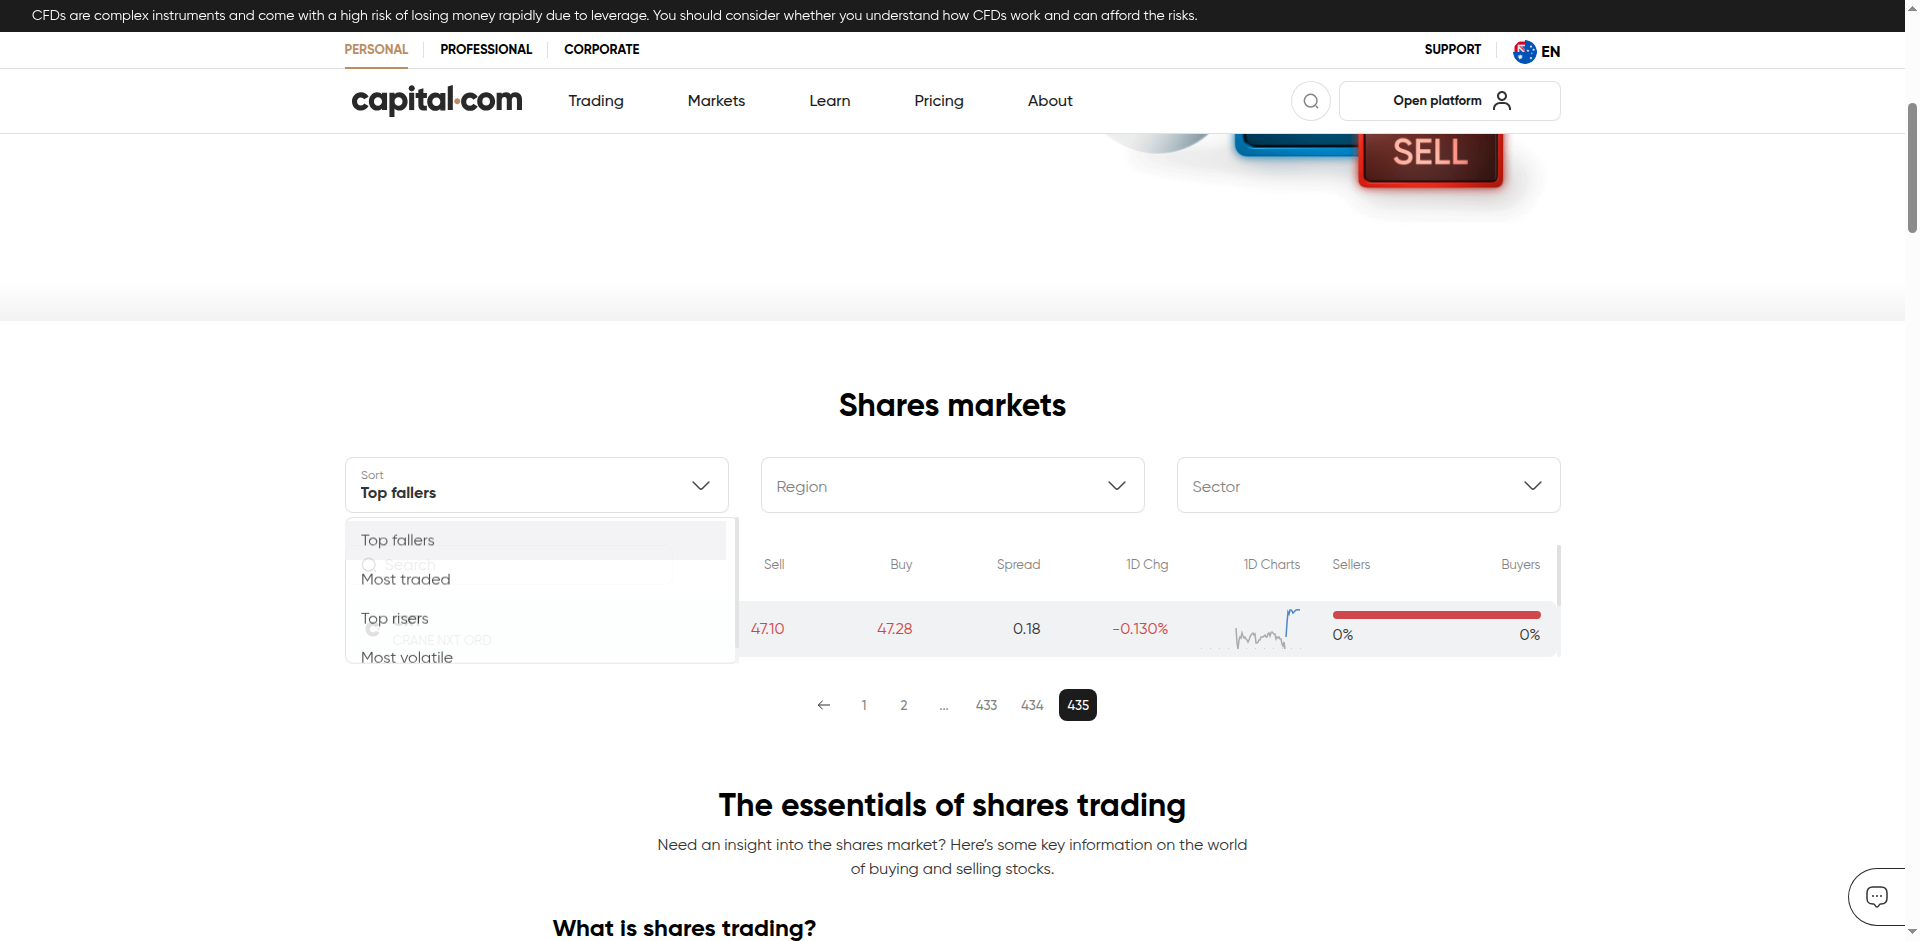 CFDs are complex instruments and come with a high risk of losing money rapidly due to leverage. You should consider whether you understand how CFDs work and can afford the risks.
PERSONAL PROFESSIONAL CORPORATE SUPPORT EN
capital.com Trading Markets Learn Pricing About Open platform
SELL
Shares markets
Sort
Top fallers
Region
Sector
Top fallers
Search
Most traded
Top risers
CRANE NXT ORD
Most volatile
Sell Buy Spread 1D Chg 1D Charts Sellers Buyers
47.10 47.28 0.18 -0.130% 0% 0%
1 2 ... 433 434 435
The essentials of shares trading
Need an insight into the shares market? Here’s some key information on the world
of buying and selling stocks.
What is shares trading?